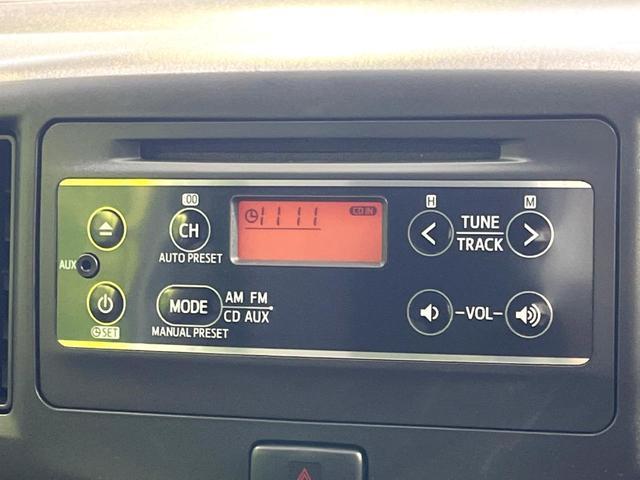 :00 11 11 CD IN H M
CH
AUTO PRESET
TUNE
TRACK
AUX
MODE
AM FM
CD AUX
MANUAL PRESET
SET
-VOL-